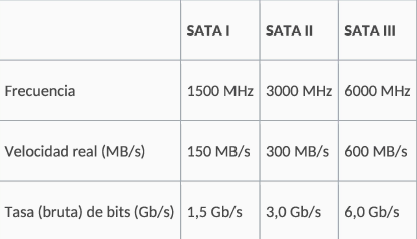 SATA I SATA II SATA III
Frecuencia 1500 MHz 3000 MHz 6000 MHz
Velocidad real (MB/s) 150 MB/s 300 MB/s 600 MB/s
Tasa (bruta) de bits (Gb/s) 1,5 Gb/s 3,0 Gb/s 6,0 Gb/s